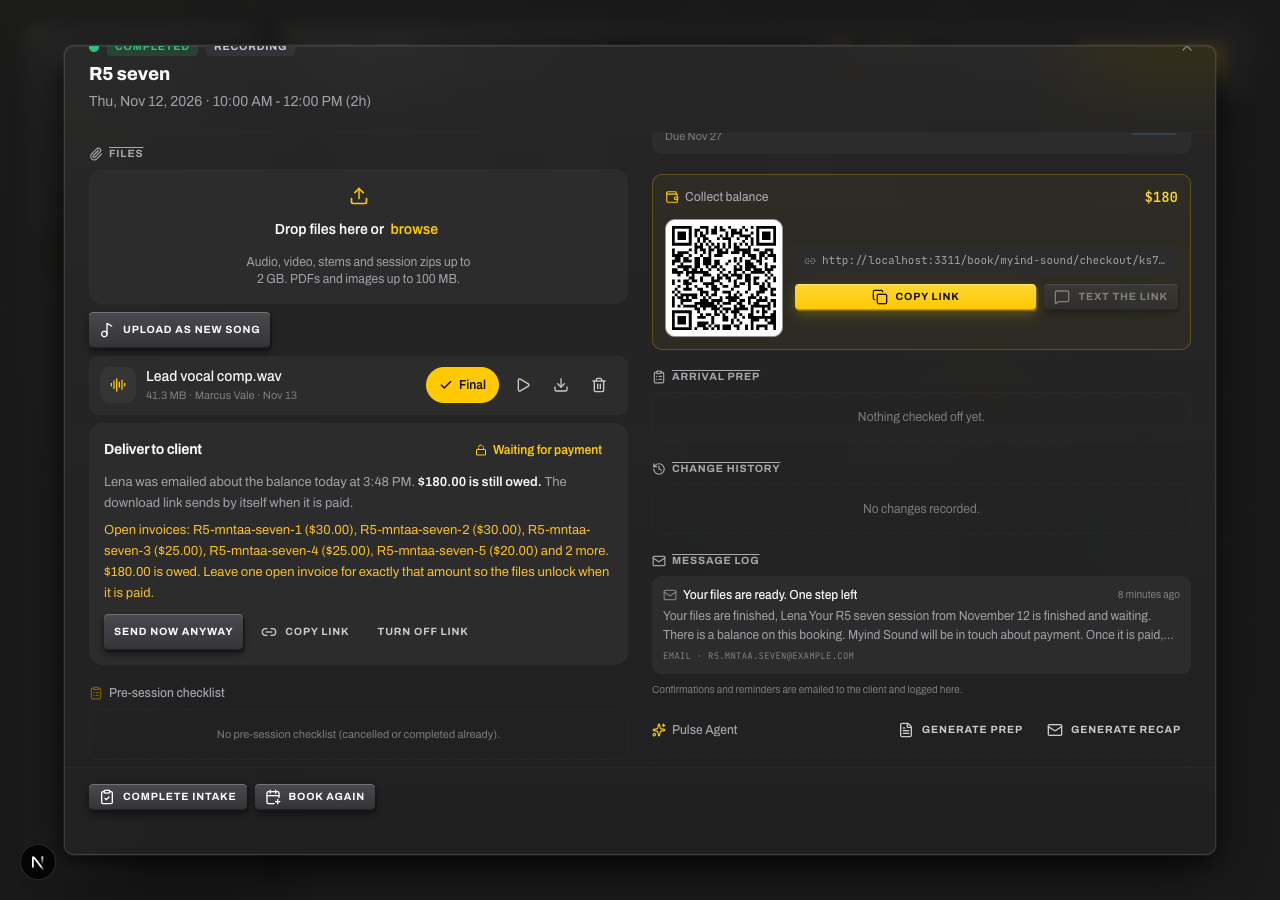 COMPLETED
RECORDING
R5 seven
Thu, Nov 12, 2026 · 10:00 AM - 12:00 PM (2h)
FILES
Drop files here or browse
Audio, video, stems and session zips up to
2 GB. PDFs and images up to 100 MB.
UPLOAD AS NEW SONG
Lead vocal comp.wav
41.3 MB · Marcus Vale · Nov 13
Final
Deliver to client
Waiting for payment
Lena was emailed about the balance today at 3:48 PM. $180.00 is still owed. The
download link sends by itself when it is paid.
Open invoices: R5-mntaa-seven-1 ($30.00), R5-mntaa-seven-2 ($30.00), R5-mntaa-
seven-3 ($25.00), R5-mntaa-seven-4 ($25.00), R5-mntaa-seven-5 ($20.00) and 2 more.
$180.00 is owed. Leave one open invoice for exactly that amount so the files unlock when
it is paid.
SEND NOW ANYWAY
COPY LINK
TURN OFF LINK
Pre-session checklist
No pre-session checklist (cancelled or completed already).
Due Nov 27
Collect balance
$180
http://localhost:3311/book/myind-sound/checkout/ks7…
COPY LINK
TEXT THE LINK
ARRIVAL PREP
Nothing checked off yet.
CHANGE HISTORY
No changes recorded.
MESSAGE LOG
Your files are ready. One step left
8 minutes ago
Your files are finished, Lena Your R5 seven session from November 12 is finished and waiting.
There is a balance on this booking. Myind Sound will be in touch about payment. Once it is paid,…
EMAIL · R5.MNTAA.SEVEN@EXAMPLE.COM
Confirmations and reminders are emailed to the client and logged here.
Pulse Agent
GENERATE PREP
GENERATE RECAP
COMPLETE INTAKE
BOOK AGAIN
N